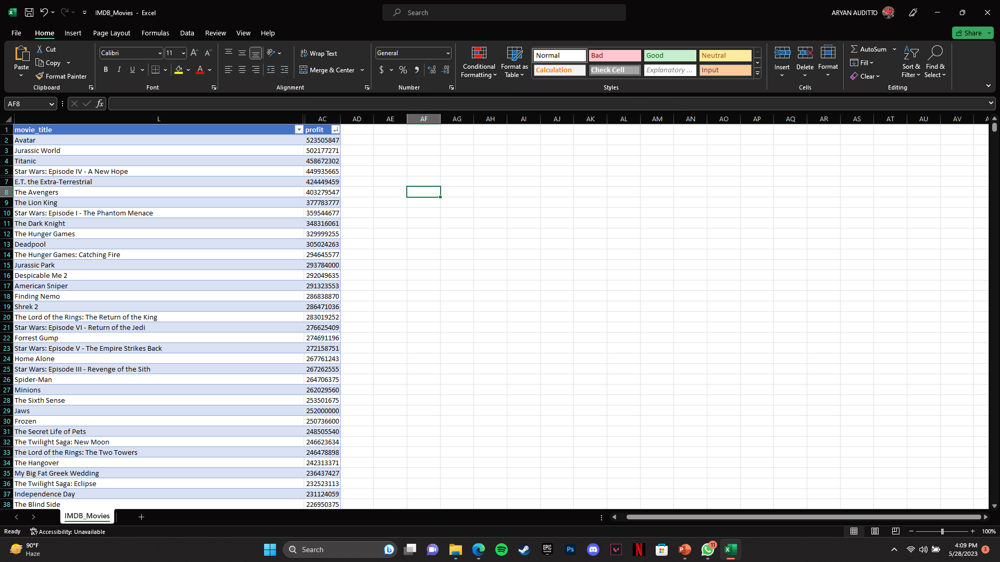 IMDB_Movies - Excel
Search
ARYAN AUDITTO
File Home Insert Page Layout Formulas Data Review View Help
Share
Paste
Cut
Copy
Format Painter
Clipboard
Calibri 11
B I U
Font
Wrap Text
Merge & Center
Alignment
General
$ % ,
Number
Conditional Formatting
Format as Table
Normal Bad Good Neutral
Calculation Check Cell Explanatory ... Input
Styles
Insert Delete Format
Cells
AutoSum
Fill
Clear
Sort & Filter
Find & Select
Editing
AF8
fx
L AC AD AE AF AG AH AI AJ AK AL AM AN AO AP AQ AR AS AT AU AV A
1 movie_title profit
2 Avatar 523505847
3 Jurassic World 502177271
4 Titanic 458672302
5 Star Wars: Episode IV - A New Hope 449935665
7 E.T. the Extra-Terrestrial 424449459
8 The Avengers 403279547
9 The Lion King 377783777
10 Star Wars: Episode I - The Phantom Menace 359544677
11 The Dark Knight 348316061
12 The Hunger Games 329999255
13 Deadpool 305024263
14 The Hunger Games: Catching Fire 294645577
15 Jurassic Park 293784000
16 Despicable Me 2 292049635
17 American Sniper 291323553
18 Finding Nemo 286838870
19 Shrek 2 286471036
20 The Lord of the Rings: The Return of the King 283019252
21 Star Wars: Episode VI - Return of the Jedi 276625409
22 Forrest Gump 274691196
23 Star Wars: Episode V - The Empire Strikes Back 272158751
24 Home Alone 267761243
25 Star Wars: Episode III - Revenge of the Sith 267262555
26 Spider-Man 264706375
27 Minions 262029560
28 The Sixth Sense 253501675
29 Jaws 252000000
30 Frozen 250736600
31 The Secret Life of Pets 248505540
32 The Twilight Saga: New Moon 246623634
33 The Lord of the Rings: The Two Towers 246478898
34 The Hangover 242313371
35 My Big Fat Greek Wedding 236437427
36 The Twilight Saga: Eclipse 232523113
37 Independence Day 231124059
38 The Blind Side 226950375
IMDB_Movies
Ready Accessibility: Unavailable
100%
90°F
Haze
Search
EPIC GAMES
Ps
11
4:09 PM
5/28/2023
3